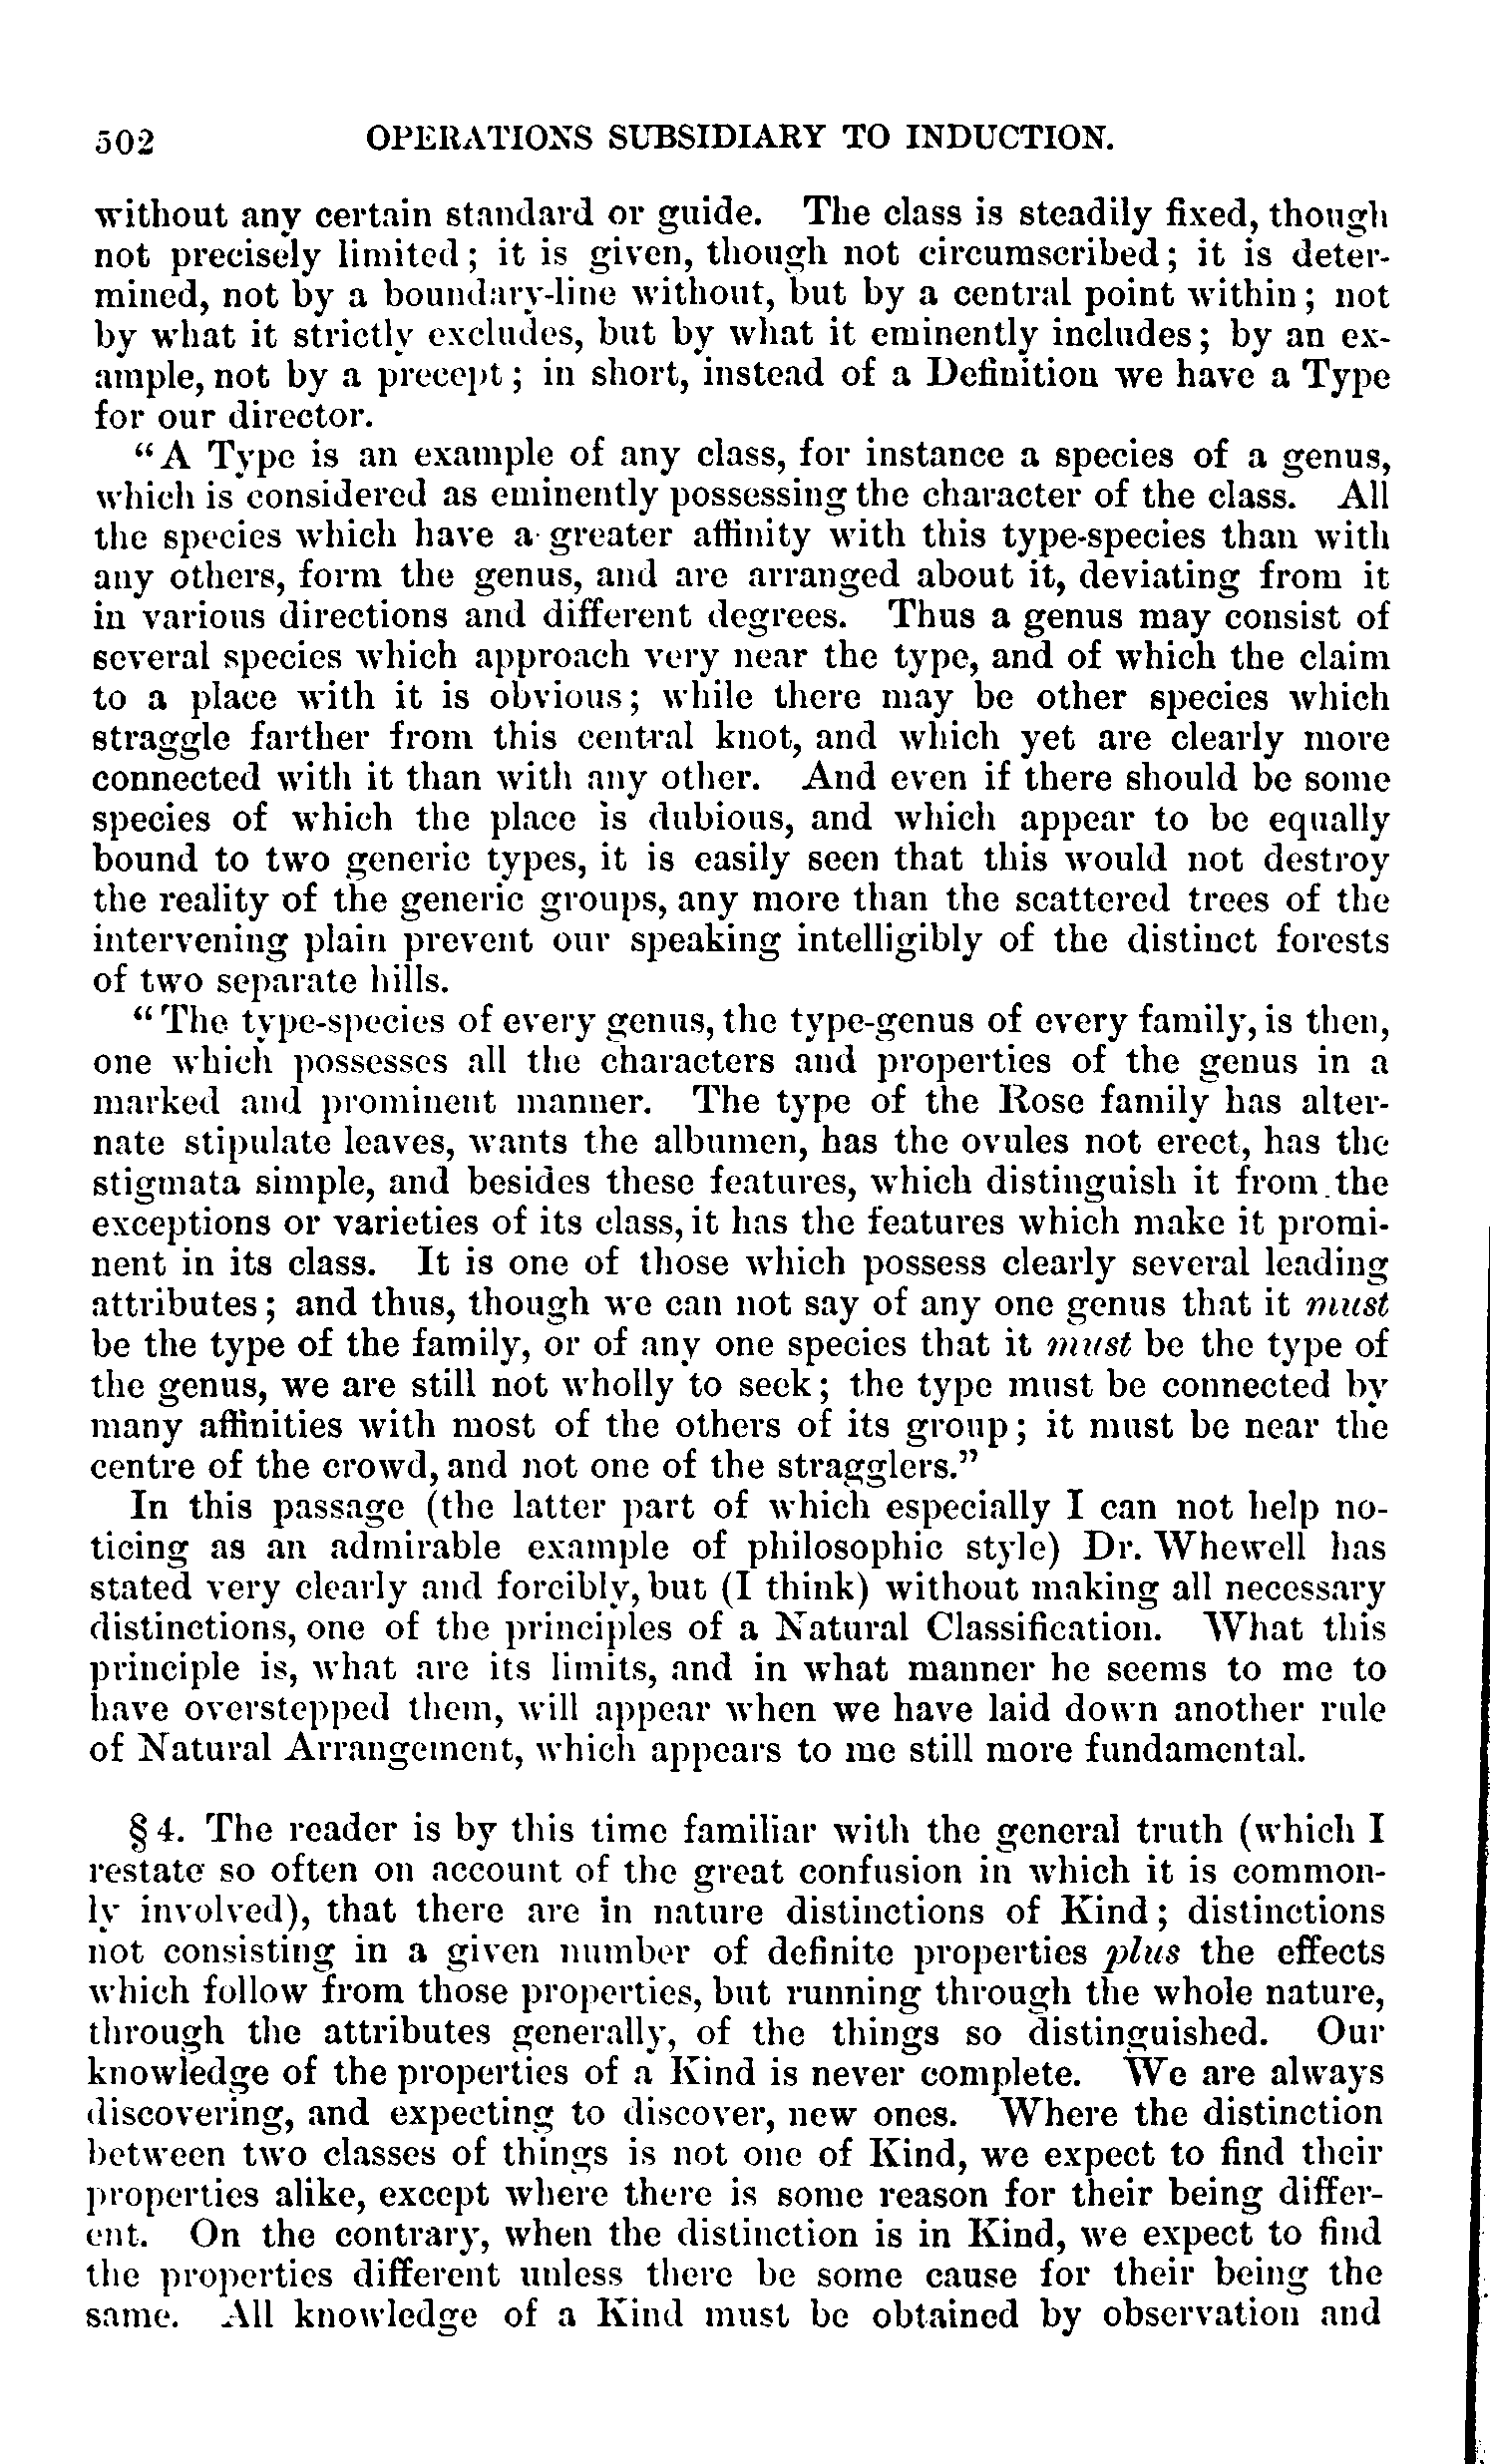 502 OPERATIONS SUBSIDIARY TO INDUCTION.
without any certain standard or guide. The class is steadily fixed, though
not precisely limited; it is given, though not circumscribed; it is deter-
mined, not by a boundary-line without, but by a central point within; not
by what it strictly excludes, but by what it eminently includes; by an ex-
ample, not by a precept; in short, instead of a Definition we have a Type
for our director.
"A Type is an example of any class, for instance a species of a genus,
which is considered as eminently possessing the character of the class. All
the species which have a greater affinity with this type-species than with
any others, form the genus, and are arranged about it, deviating from it
in various directions and different degrees. Thus a genus may consist of
several species which approach very near the type, and of which the claim
to a place with it is obvious; while there may be other species which
straggle farther from this central knot, and which yet are clearly more
connected with it than with any other. And even if there should be some
species of which the place is dubious, and which appear to be equally
bound to two generic types, it is easily seen that this would not destroy
the reality of the generic groups, any more than the scattered trees of the
intervening plain prevent our speaking intelligibly of the distinct forests
of two separate hills.
"The type-species of every genus, the type-genus of every family, is then,
one which possesses all the characters and properties of the genus in a
marked and prominent manner. The type of the Rose family has alter-
nate stipulate leaves, wants the albumen, has the ovules not erect, has the
stigmata simple, and besides these features, which distinguish it from the
exceptions or varieties of its class, it has the features which make it promi-
nent in its class. It is one of those which possess clearly several leading
attributes; and thus, though we can not say of any one genus that it must
be the type of the family, or of any one species that it must be the type of
the genus, we are still not wholly to seek; the type must be connected by
many affinities with most of the others of its group; it must be near the
centre of the crowd, and not one of the stragglers."
In this passage (the latter part of which especially I can not help no-
ticing as an admirable example of philosophic style) Dr. Whewell has
stated very clearly and forcibly, but (I think) without making all necessary
distinctions, one of the principles of a Natural Classification. What this
principle is, what are its limits, and in what manner he seems to me to
have overstepped them, will appear when we have laid down another rule
of Natural Arrangement, which appears to me still more fundamental.
§ 4. The reader is by this time familiar with the general truth (which I
restate so often on account of the great confusion in which it is common-
ly involved), that there are in nature distinctions of Kind; distinctions
not consisting in a given number of definite properties plus the effects
which follow from those properties, but running through the whole nature,
through the attributes generally, of the things so distinguished. Our
knowledge of the properties of a Kind is never complete. We are always
discovering, and expecting to discover, new ones. Where the distinction
between two classes of things is not one of Kind, we expect to find their
properties alike, except where there is some reason for their being differ-
ent. On the contrary, when the distinction is in Kind, we expect to find
the properties different unless there be some cause for their being the
same. All knowledge of a Kind must be obtained by observation and